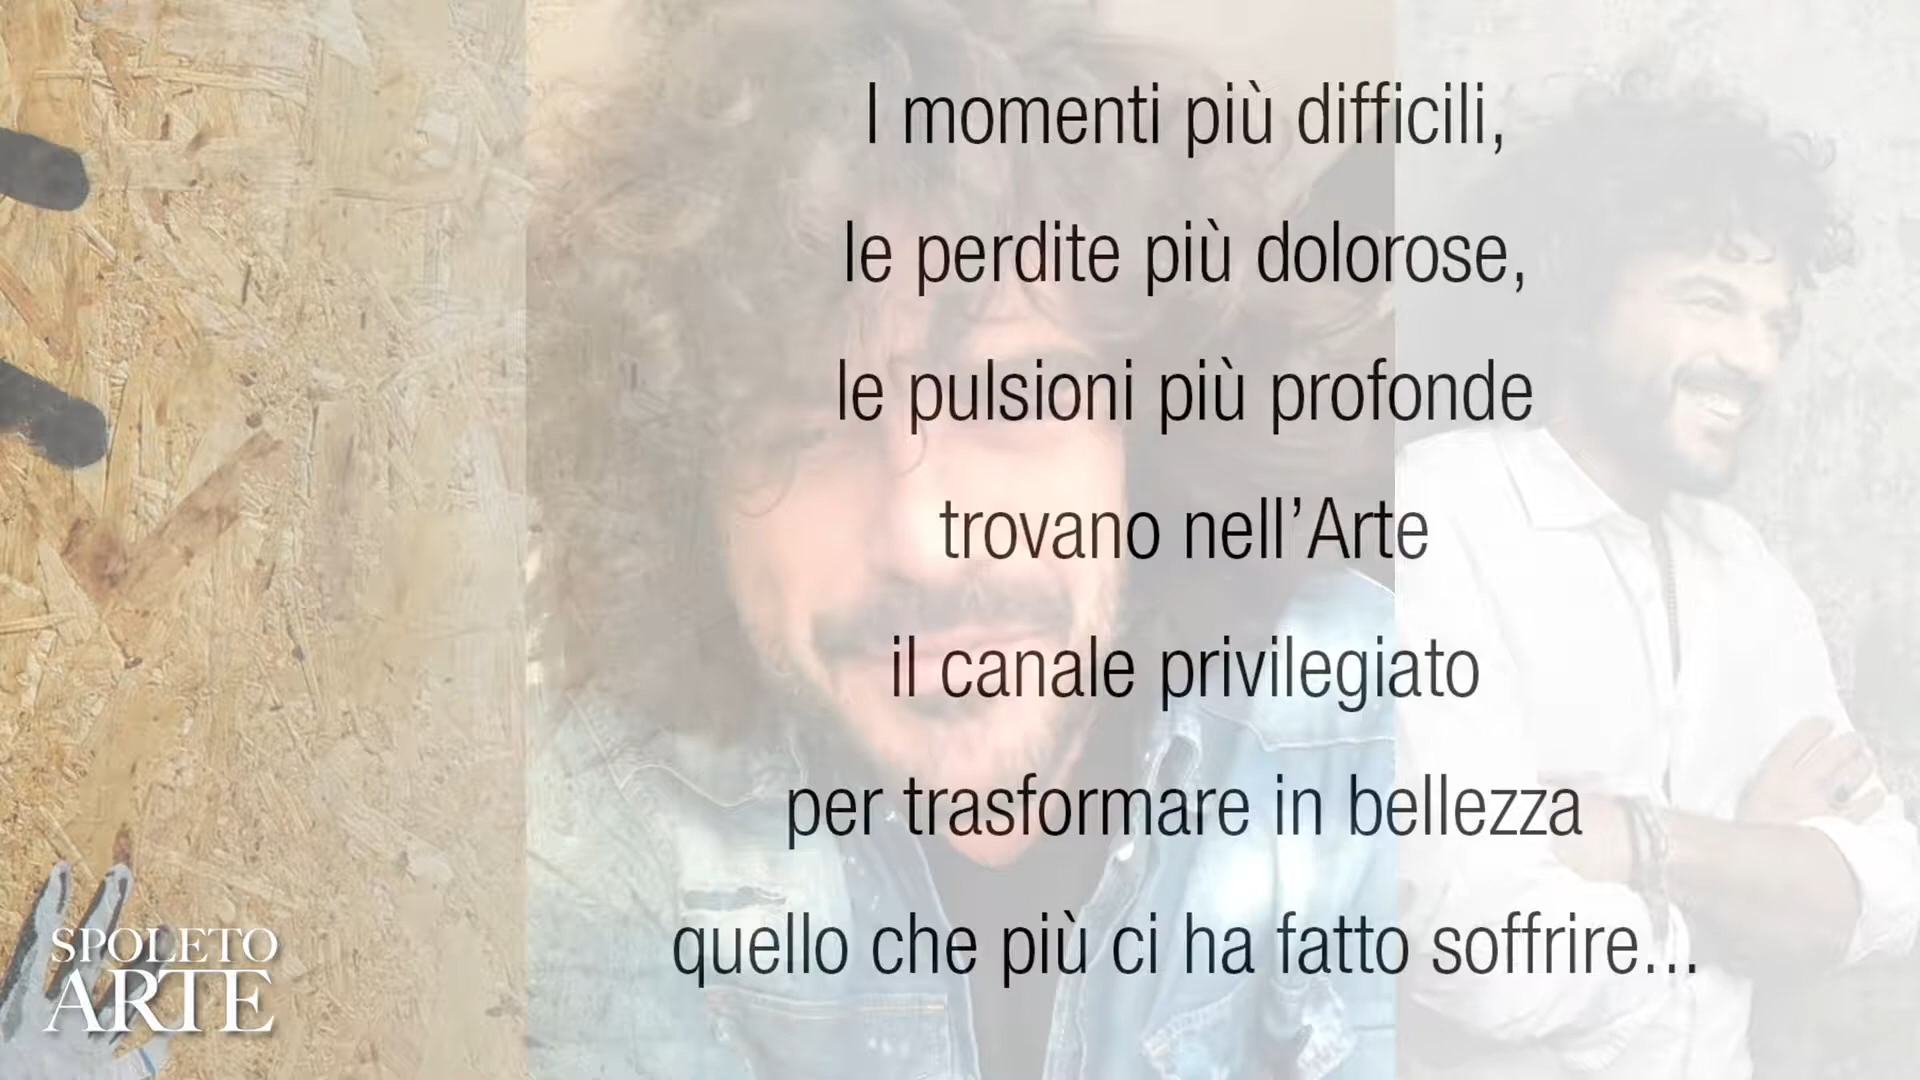 I momenti più difficili,
le perdite più dolorose,
le pulsioni più profonde
trovano nell’Arte
il canale privilegiato
per trasformare in bellezza
quello che più ci ha fatto soffrire...
SPOLETO
ARTE